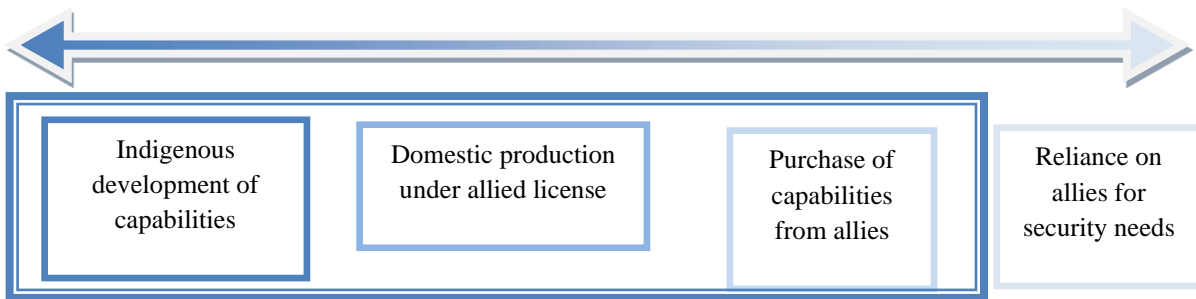 Indigenous
development of
capabilities
Domestic production
under allied license
Purchase of
capabilities
from allies
Reliance on
allies for
security needs